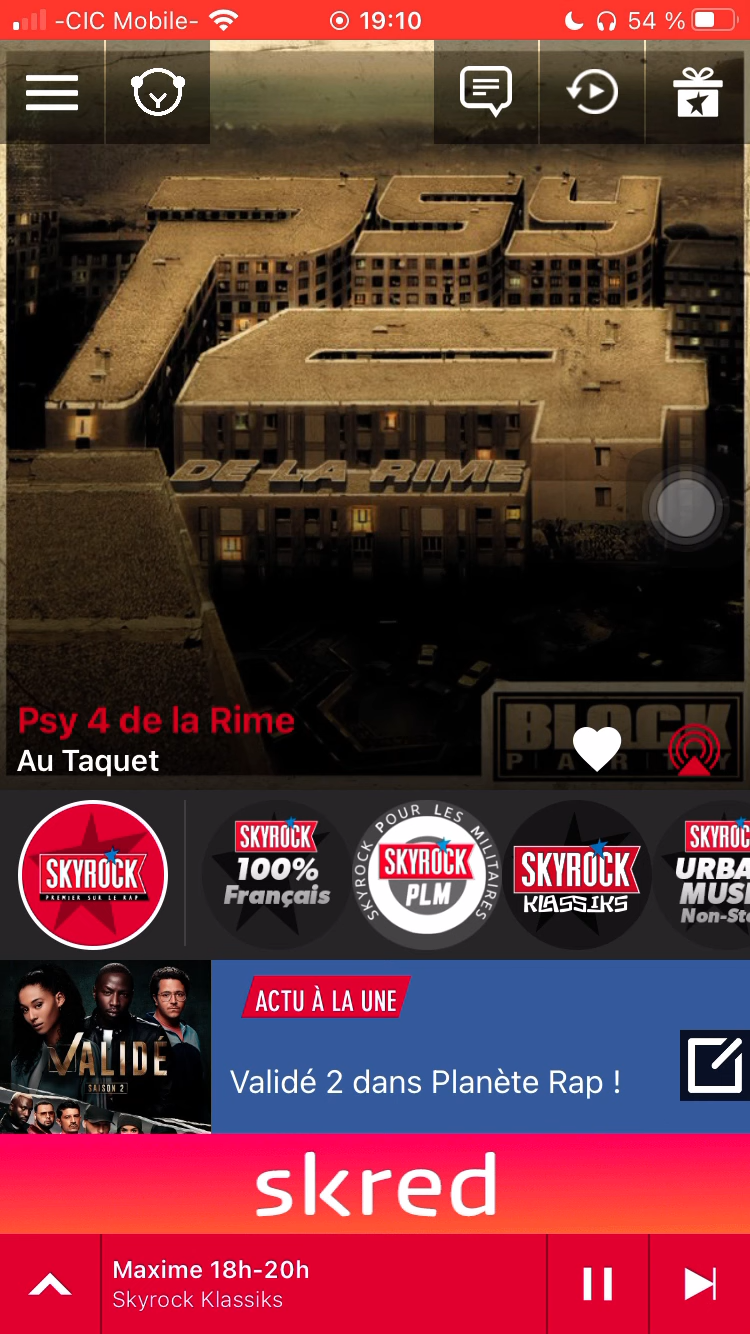 -CIC Mobile-
19:10
54 %
PSY
4
DE LA RIME
Psy 4 de la Rime
Au Taquet
BLACK
PARTY
SKYROCK
PREMIER SUR LE RAP
SKYROCK
100%
Français
SKYROCK POUR LES MILITAIRES
SKYROCK
PLM
SKYROCK
KLASSIKS
SKYROC
URBA
MUSI
Non-Sto
VALIDÉ
SAISON 2
ACTU À LA UNE
Validé 2 dans Planète Rap !
skred
Maxime 18h-20h
Skyrock Klassiks